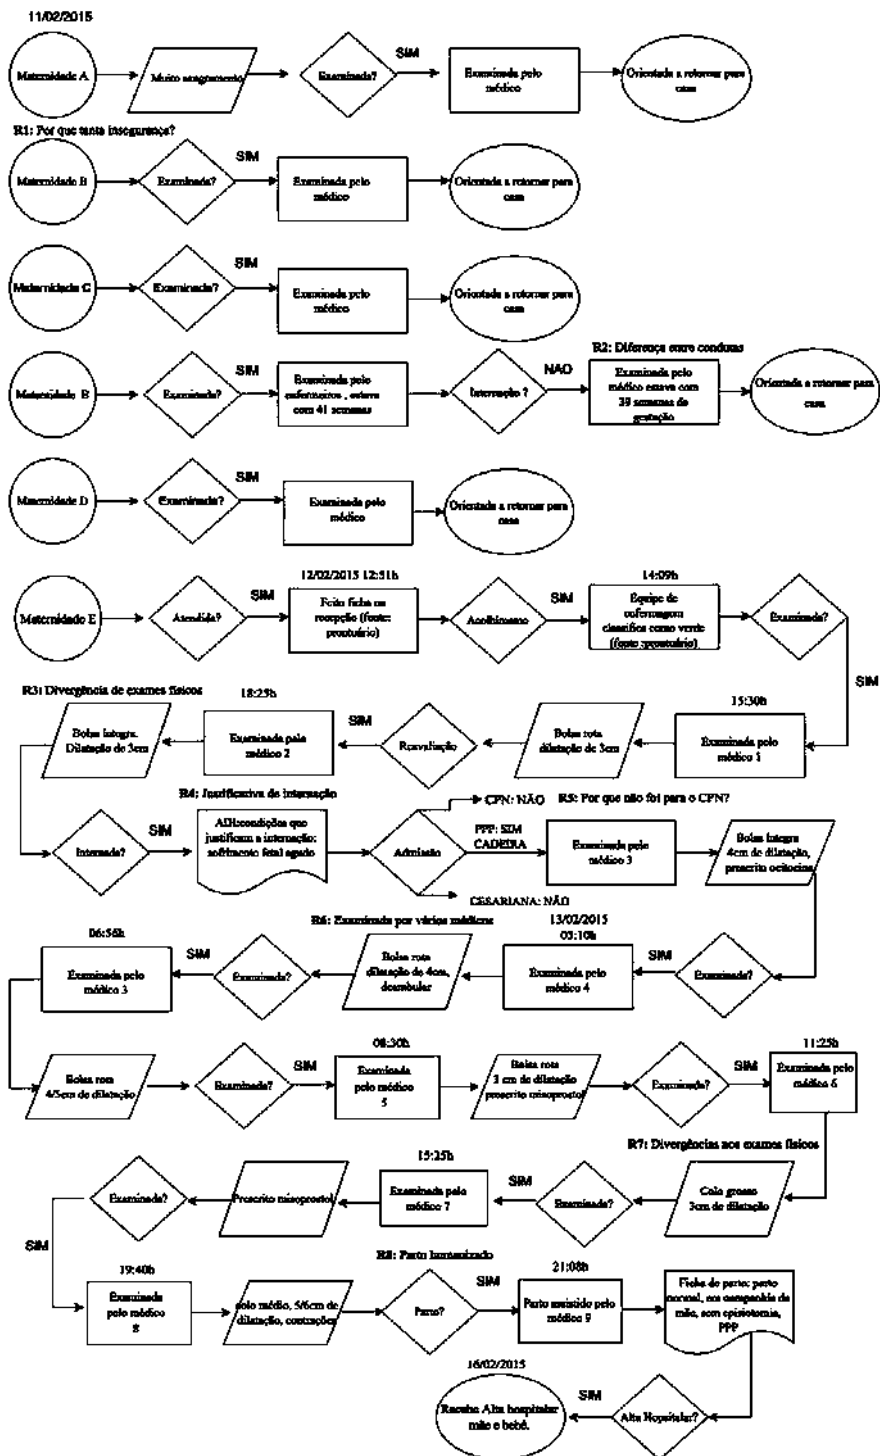 11/02/2015
SIM
Maternidade A
Muito sangramento
Examinada?
Examinada pelo
médico
Orientada a retornar para
casa
R1: Por que tanta insegurança?
SIM
Maternidade B
Examinada?
Examinada pelo
médico
Orientada a retornar para
casa
SIM
Maternidade C
Examinada?
Examinada pelo
médico
Orientada a retornar para
casa
R2: Diferença entre condutas
SIM
NAO
Maternidade B
Examinada?
Examinada pelo
enfermeiros , estava
com 41 semanas
Internação ?
Examinada pelo
médico estava com
39 semanas de
gestação
Orientada a retornar para
casa
SIM
Maternidade D
Examinada?
Examinada pelo
médico
Orientada a retornar para
casa
12/02/2015 12:51h
14:09h
SIM
SIM
Maternidade E
Atendida?
Feito ficha na
recepção (fonte:
prontuário)
Acolhimento
Equipe de
enfermagem
classifica como verde
(fonte :prontuário)
Examinada?
SIM
R3: Divergência de exames físicos
18:25h
15:30h
SIM
Bolsa íntegra.
Dilatação de 3cm
Examinada pelo
médico 2
Reavaliação
Bolsa rota
dilatação de 3cm
Examinada pelo
médico 1
R4: Justificativa de internação
CPN: NÃO
R5: Por que não foi para o CPN?
SIM
Internada?
AIH:condições que
justificam a internação:
sofrimento fetal agudo
Admissão
PPP: SIM
CADEIRA
Examinada pelo
médico 3
Bolsa íntegra
4cm de dilatação,
prescrito ocitocina
CESARIANA: NÃO
R6: Examinada por vários médicos
13/02/2015
06:56h
03:10h
SIM
SIM
Examinada pelo
médico 3
Examinada?
Bolsa rota
dilatação de 4cm,
deambular
Examinada pelo
médico 4
Examinada?
08:30h
11:25h
SIM
SIM
Bolsa rota
4/5cm de dilatação
Examinada?
Examinada
pelo médico
5
Bolsa rota
3 cm de dilatação
prescrito misoprostol
Examinada?
Examinada pelo
médico 6
R7: Divergências aos exames físicos
15:25h
SIM
Examinada?
Prescrito misoprostol
Examinada pelo
médico 7
Examinada?
Colo grosso
3cm de dilatação
SIM
R8: Parto humanizado
19:40h
21:08h
SIM
Examinada
pelo médico
8
colo médio, 5/6cm de
dilatação, contrações
Parto?
Parto assistido pelo
médico 9
Ficha de parto: parto
normal, em companhia da
mãe, sem episiotomia,
PPP
16/02/2015
SIM
Recebe Alta hospitalar
mãe e bebê.
Alta Hospitalar?